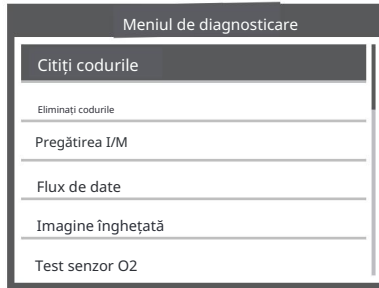 Meniul de diagnosticare
Citiți codurile
Eliminați codurile
Pregătirea I/M
Flux de date
Imagine înghețată
Test senzor O2